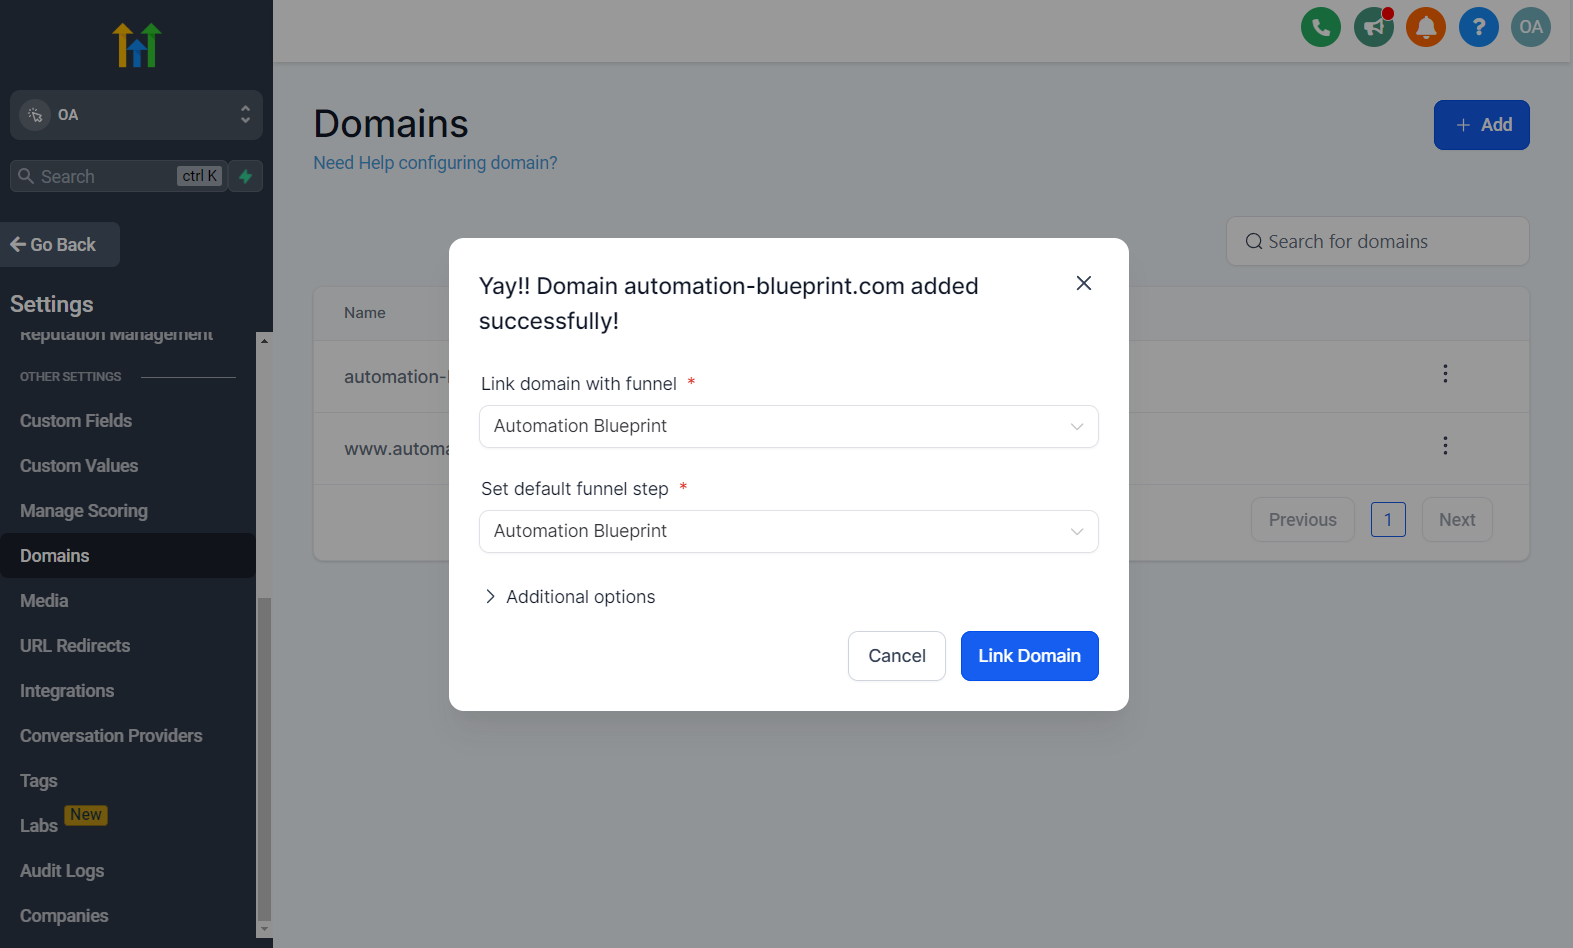 OA
OA
Search
ctrl K
Go Back
Settings
Reputation Management
OTHER SETTINGS
Custom Fields
Custom Values
Manage Scoring
Domains
Media
URL Redirects
Integrations
Conversation Providers
Tags
Labs New
Audit Logs
Companies
Domains
Need Help configuring domain?
+ Add
Search for domains
Name
automation-
www.automa
Previous
1
Next
Yay!! Domain automation-blueprint.com added
successfully!
Link domain with funnel *
Automation Blueprint
Set default funnel step *
Automation Blueprint
Additional options
Cancel
Link Domain